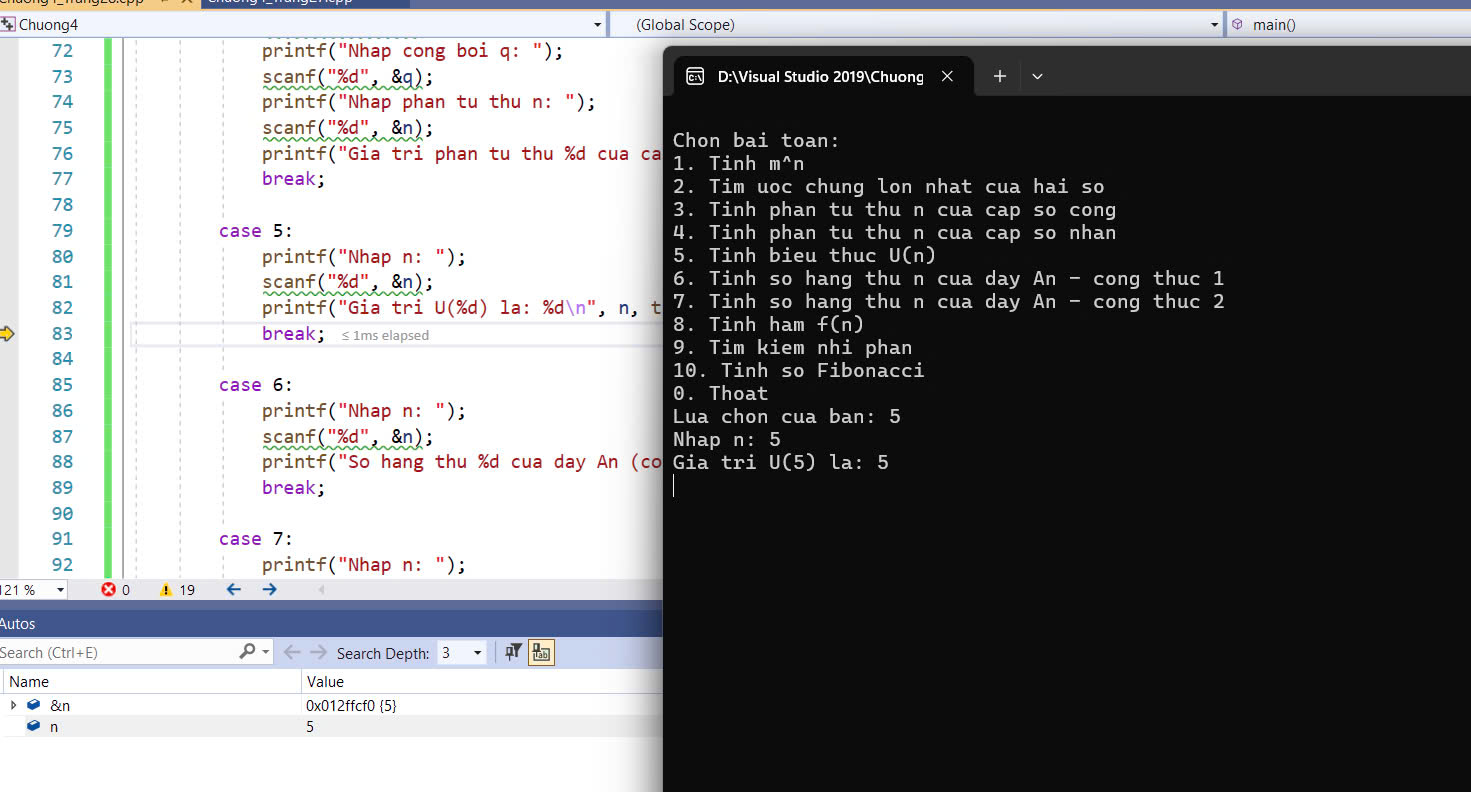 Chuong4
(Global Scope)
main()
72 printf("Nhap cong boi q: ");
73 scanf("%d", &q);
74 printf("Nhap phan tu thu n: ");
75 scanf("%d", &n);
76 printf("Gia tri phan tu thu %d cua ca
77 break;
78
79 case 5:
80 printf("Nhap n: ");
81 scanf("%d", &n);
82 printf("Gia tri U(%d) la: %d\n", n, t
83 break; ≤ 1ms elapsed
84
85 case 6:
86 printf("Nhap n: ");
87 scanf("%d", &n);
88 printf("So hang thu %d cua day An (co
89 break;
90
91 case 7:
92 printf("Nhap n: ");
121 % 0 19
Autos
Search (Ctrl+E) Search Depth: 3
Name Value
&n 0x012ffcf0 {5}
n 5
D:\Visual Studio 2019\Chuong
Chon bai toan:
1. Tinh m^n
2. Tim uoc chung lon nhat cua hai so
3. Tinh phan tu thu n cua cap so cong
4. Tinh phan tu thu n cua cap so nhan
5. Tinh bieu thuc U(n)
6. Tinh so hang thu n cua day An - cong thuc 1
7. Tinh so hang thu n cua day An - cong thuc 2
8. Tinh ham f(n)
9. Tim kiem nhi phan
10. Tinh so Fibonacci
0. Thoat
Lua chon cua ban: 5
Nhap n: 5
Gia tri U(5) la: 5